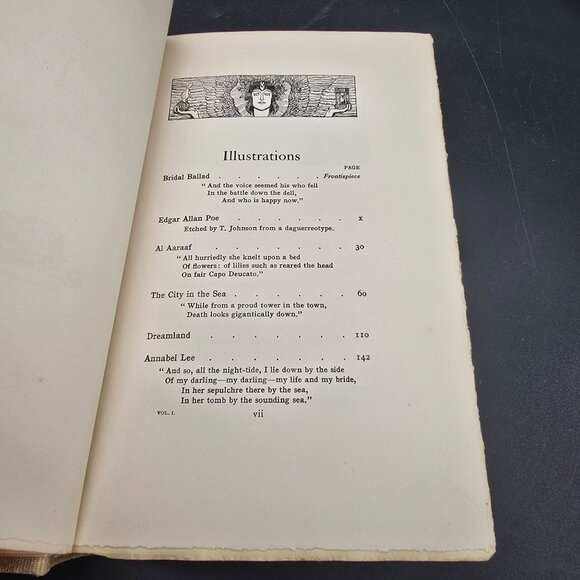 Illustrations
PAGE
Bridal Ballad . . . . . . Frontispiece
" And the voice seemed his who fell
In the battle down the dell,
And who is happy now."
Edgar Allan Poe . . . . . . x
Etched by T. Johnson from a daguerreotype.
Al Aaraaf . . . . . . . 30
" All hurriedly she knelt upon a bed
Of flowers: of lilies such as reared the head
On fair Capo Deucato."
The City in the Sea . . . . . . 60
" While from a proud tower in the town,
Death looks gigantically down."
Dreamland . . . . . . . 110
Annabel Lee . . . . . . . 142
" And so, all the night-tide, I lie down by the side
Of my darling—my darling—my life and my bride,
In her sepulchre there by the sea,
In her tomb by the sounding sea."
VOL. I. vii